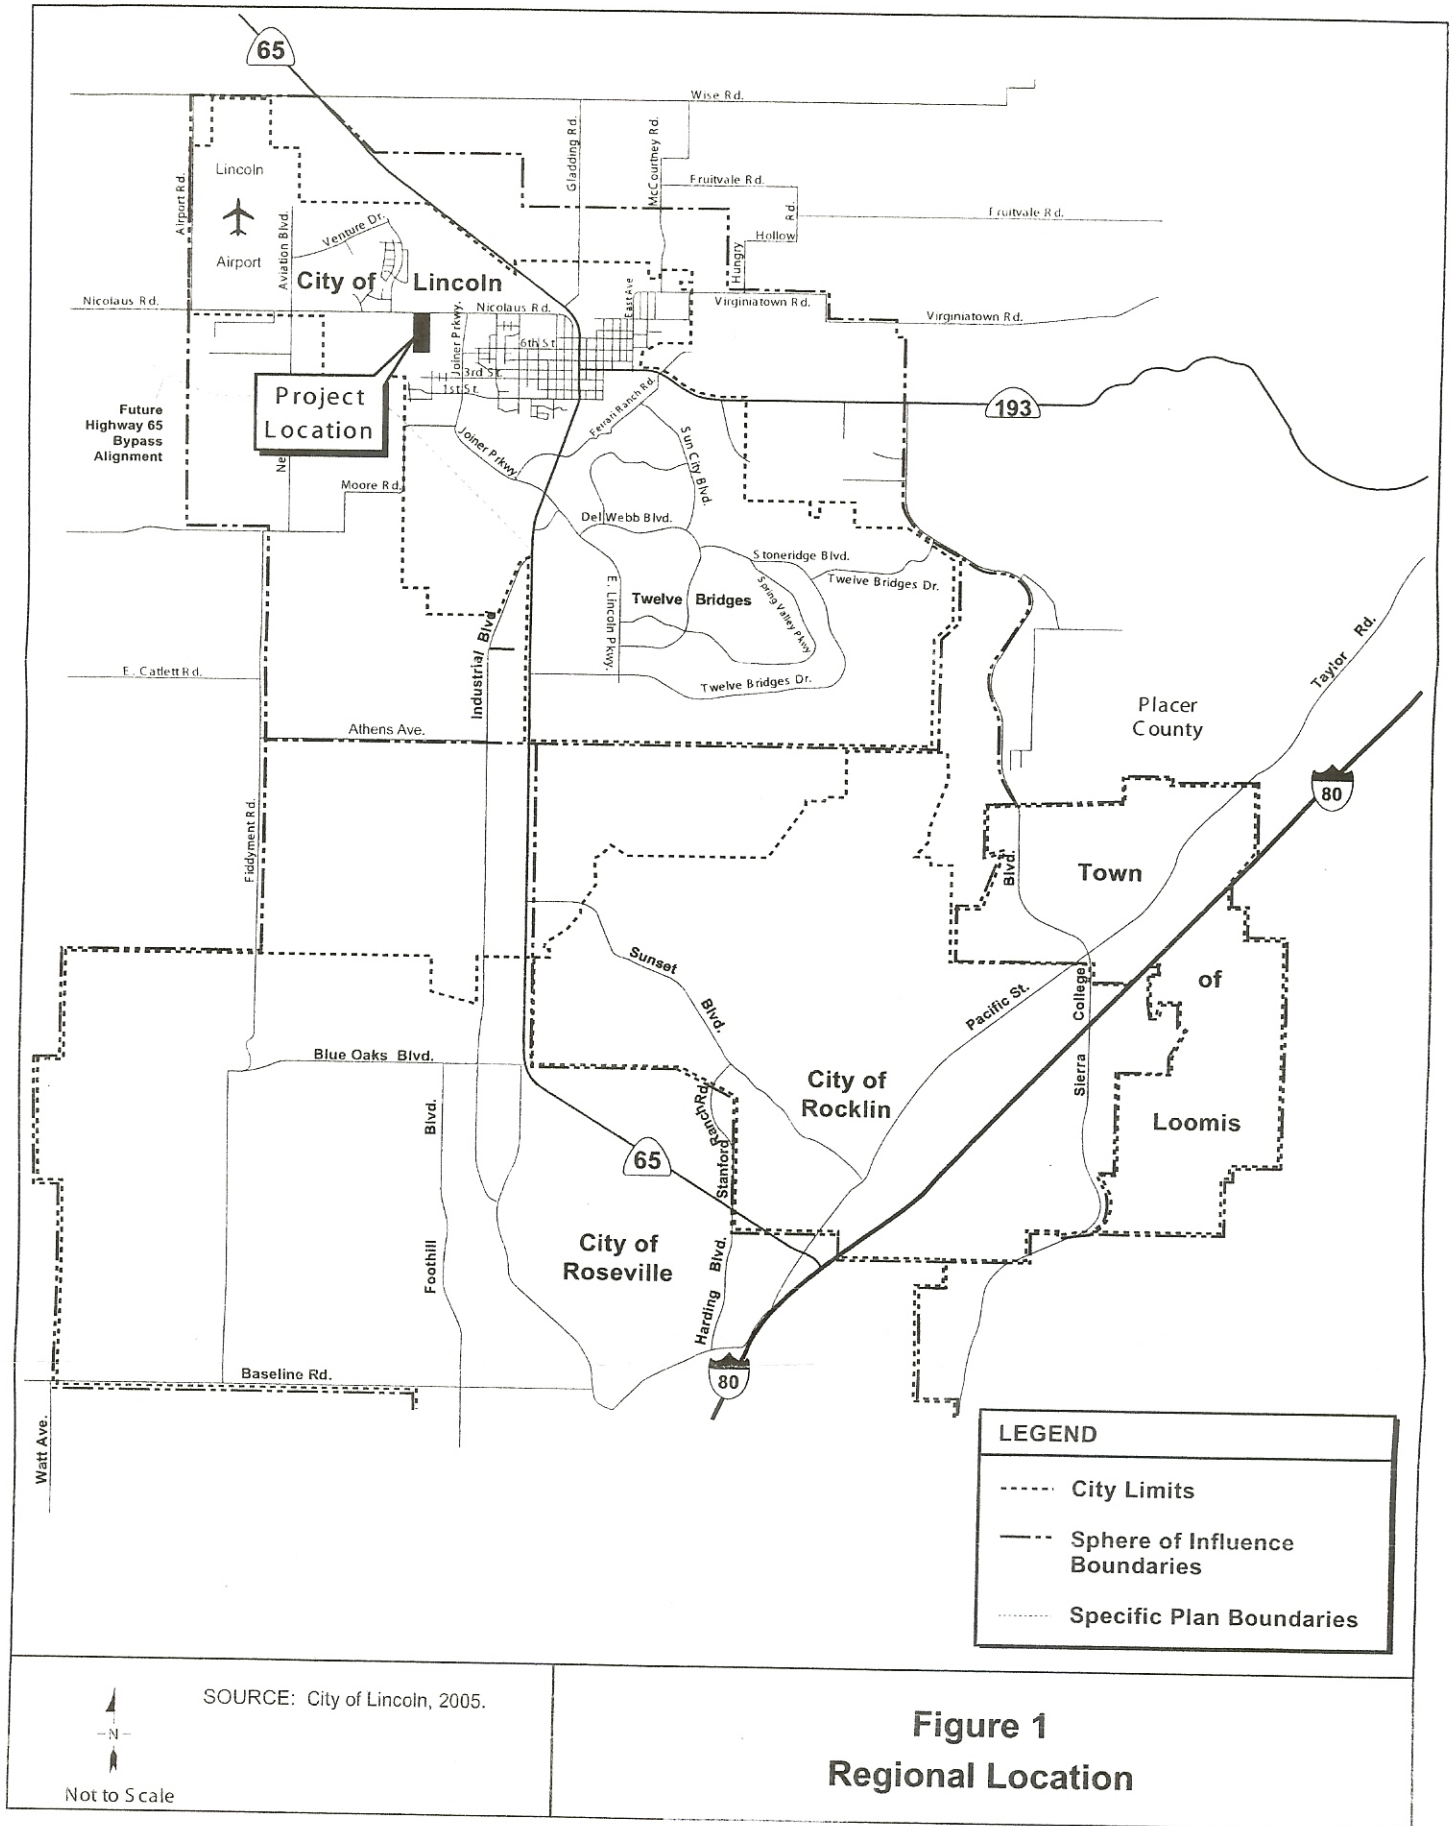 65
Wise Rd.
Gladding Rd.
McCourtney Rd.
Airport Rd.
Lincoln
Airport
Aviation Blvd.
Venture Dr.
Fruitvale Rd.
Fruitvale Rd.
Hungry
Hollow
Rd.
City of Lincoln
Nicolaus Rd.
Nicolaus Rd.
East Ave
Virginiatown Rd.
Virginiatown Rd.
Joiner Prkwy.
6th St.
3rd St.
1st St.
Project
Location
Future
Highway 65
Bypass
Alignment
Ne
Ferrari Ranch Rd.
193
Joiner Prkwy
Sun City Blvd.
Moore Rd.
Del Webb Blvd.
Stoneridge Blvd.
Twelve Bridges Dr.
Spring Valley Pkwy
Twelve Bridges
E. Lincoln Pkwy.
Industrial Blvd
Twelve Bridges Dr.
E. Catlett Rd.
Athens Ave.
Taylor Rd.
Placer
County
80
Fiddyment Rd.
Town
of
Loomis
Sierra College Blvd.
Sunset Blvd.
Pacific St.
Blue Oaks Blvd.
City of
Rocklin
Stanford Ranch Rd.
65
Foothill Blvd.
City of
Roseville
Harding Blvd.
80
Baseline Rd.
Watt Ave.
LEGEND
City Limits
Sphere of Influence
Boundaries
Specific Plan Boundaries
N
Not to Scale
SOURCE: City of Lincoln, 2005.
Figure 1
Regional Location